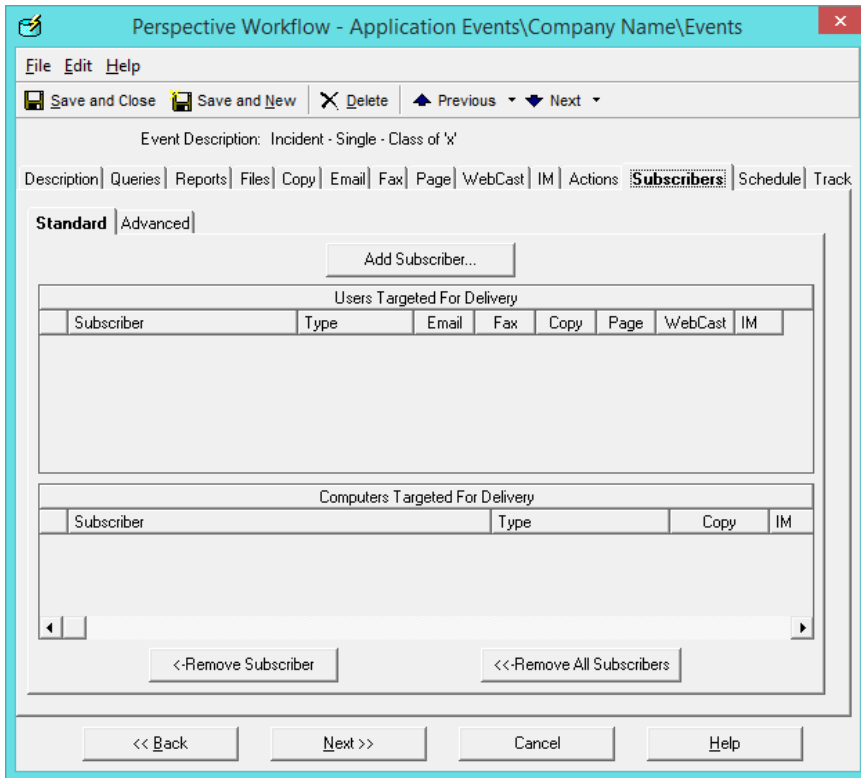 Perspective Workflow - Application Events\Company Name\Events
×
File Edit Help
Save and Close Save and New Delete Previous Next
Event Description: Incident - Single - Class of 'x'
Description Queries Reports Files Copy Email Fax Page WebCast IM Actions Subscribers Schedule Track
Standard Advanced
Add Subscriber...
Users Targeted For Delivery
Subscriber Type Email Fax Copy Page WebCast IM
Computers Targeted For Delivery
Subscriber Type Copy IM
<-Remove Subscriber <<-Remove All Subscribers
<< Back Next >> Cancel Help